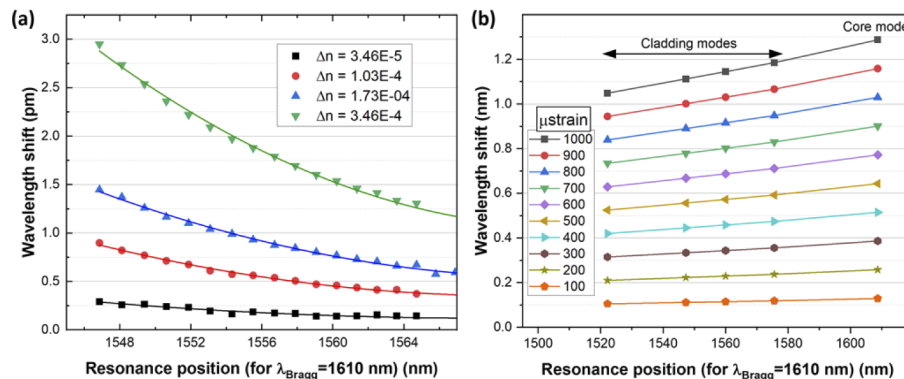 (a)
3.0
2.5
2.0
1.5
1.0
0.5
0.0
Wavelength shift (pm)
Δn = 3.46E-5
Δn = 1.03E-4
Δn = 1.73E-04
Δn = 3.46E-4
1548 1552 1556 1560 1564
Resonance position (for λBragg=1610 nm) (nm)
(b)
Core mode
Cladding modes
1.2
1.0
0.8
0.6
0.4
0.2
0.0
Wavelength shift (nm)
μstrain
1000
900
800
700
600
500
400
300
200
100
1500 1520 1540 1560 1580 1600
Resonance position (for λBragg=1610 nm) (nm)